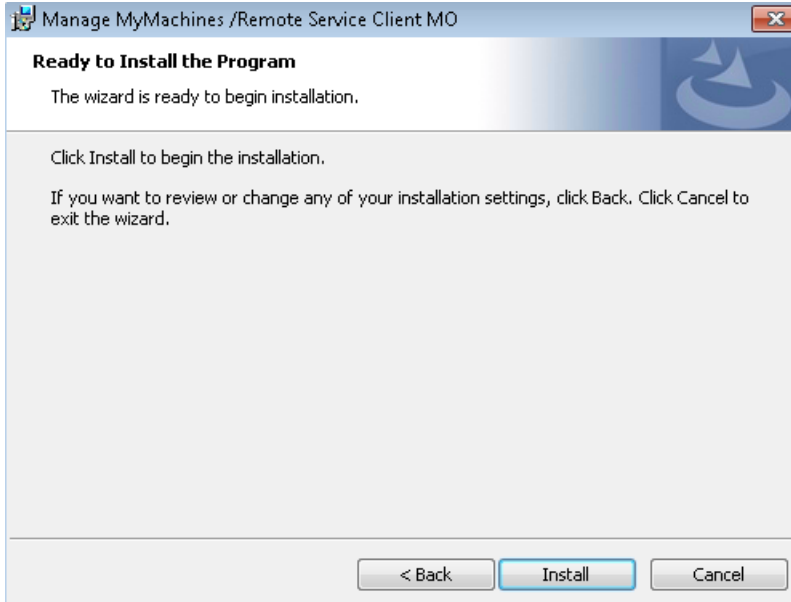 Manage MyMachines /Remote Service Client MO
Ready to Install the Program
The wizard is ready to begin installation.
Click Install to begin the installation.
If you want to review or change any of your installation settings, click Back. Click Cancel to
exit the wizard.
< Back Install Cancel